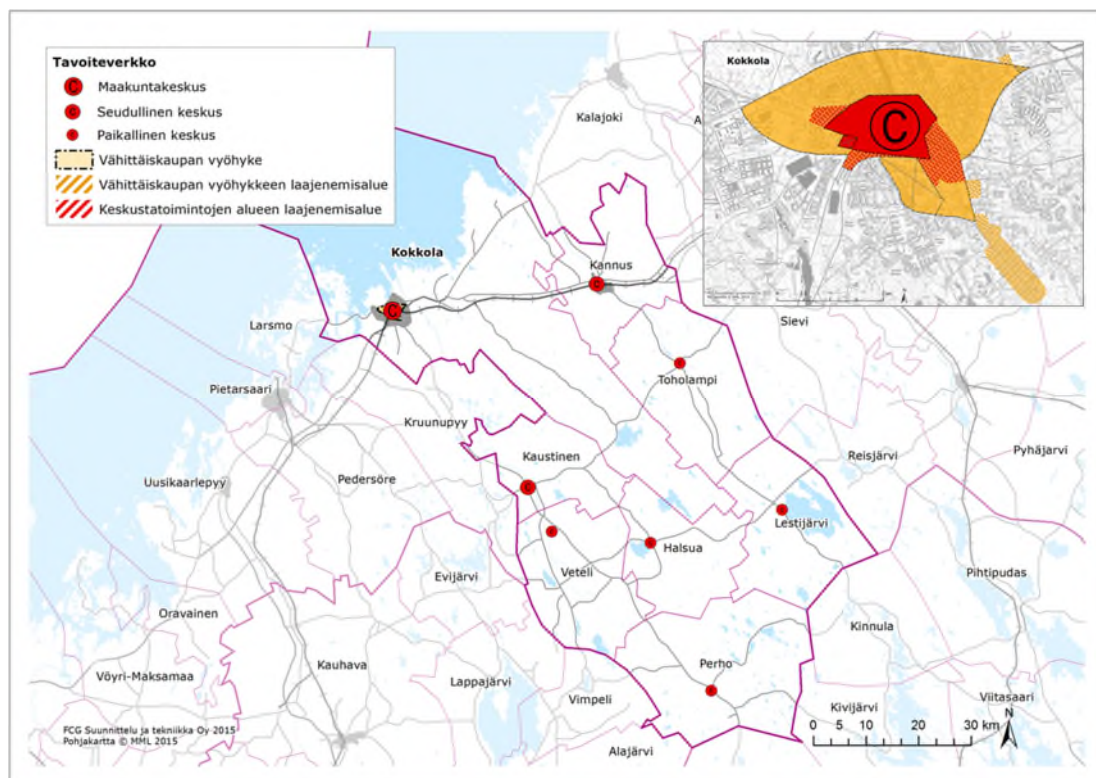 Tavoiteverkko
C Maakuntakeskus
c Seudullinen keskus
c Paikallinen keskus
Vähittäiskaupan vyöhyke
Vähittäiskaupan vyöhykkeen laajenemisalue
Keskustatoimintojen alueen laajenemisalue
Kokkola
C
Kalajoki
Kokkola
Kannus
c
C
Larsmo
Sievi
Toholampi
Pietarsaari
Kruunupyy
Kaustinen
Reisjärvi
Pyhäjarvi
Uusikaarlepyy
Pedersöre
c
Lestijärvi
Halsua
Evijärvi
Veteli
Pihtipudas
Oravainen
Kinnula
Kauhava
Perho
Vöyri-Maksamaa
Lappajärvi
Vimpeli
Kivijärvi
Viitasaari
N
0 10 20 30 km
FCG Suunnittelu ja tekniikka Oy 2015
Pohjakartta © MML 2015
Alajärvi